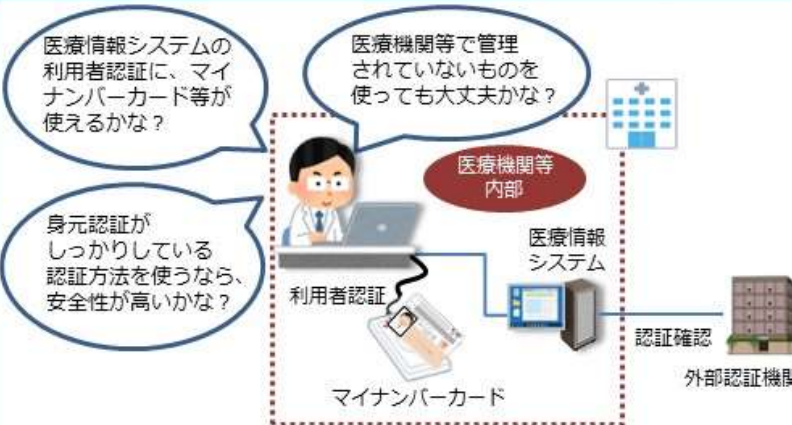 医療情報システムの
利用者認証に、マイ
ナンバーカード等が
使えるかな？
医療機関等で管理
されていないものを
使っても大丈夫かな？
身元認証が
しっかりしている
認証方法を使うなら、
安全性が高いかな？
医療機関等
内部
医療情報
システム
利用者認証
マイナンバーカード
認証確認
外部認証機関